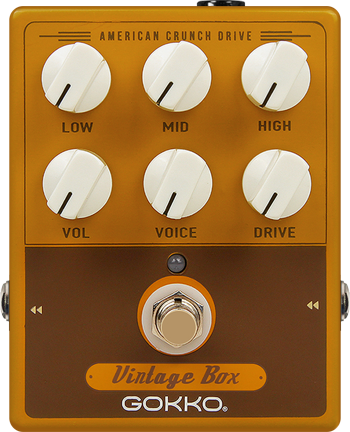 AMERICAN CRUNCH DRIVE
LOW MID HIGH
VOL VOICE DRIVE
Vintage Box
GOKKO®